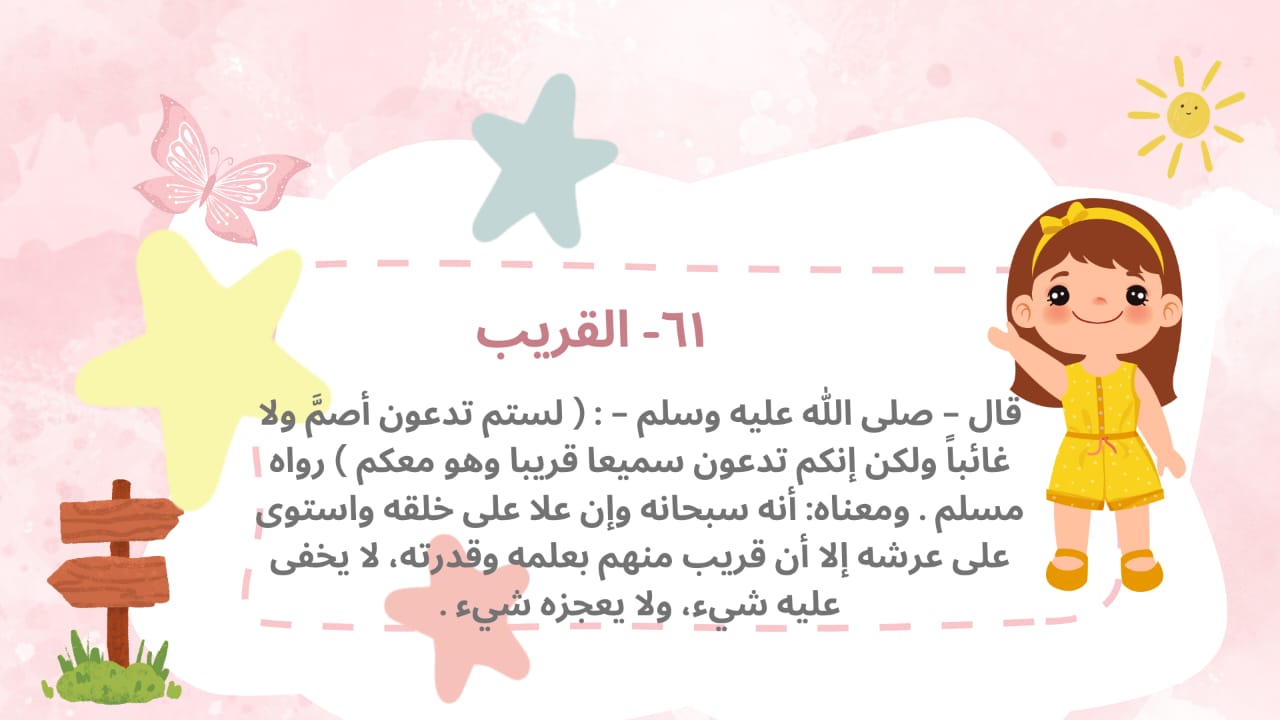 ٦١- القريب
قال – صلى الله عليه وسلم – : ( لستم تدعون أصمَّ ولا
غائباً ولكن إنكم تدعون سميعا قريبا وهو معكم ) رواه
مسلم . ومعناه: أنه سبحانه وإن علا على خلقه واستوى
على عرشه إلا أن قريب منهم بعلمه وقدرته، لا يخفى
عليه شيء، ولا يعجزه شيء .